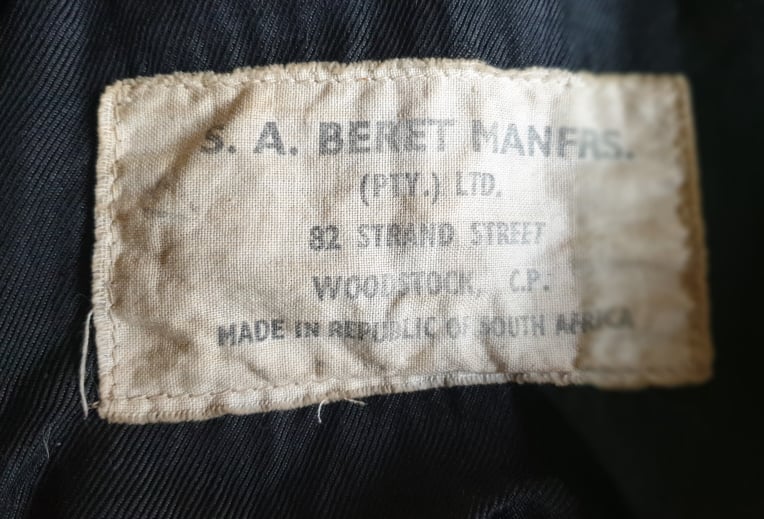 S. A. BERET MANFRS.
(PTY.) LTD.
82 STRAND STREET
WOODSTOCK, C.P.
MADE IN REPUBLIC OF SOUTH AFRICA